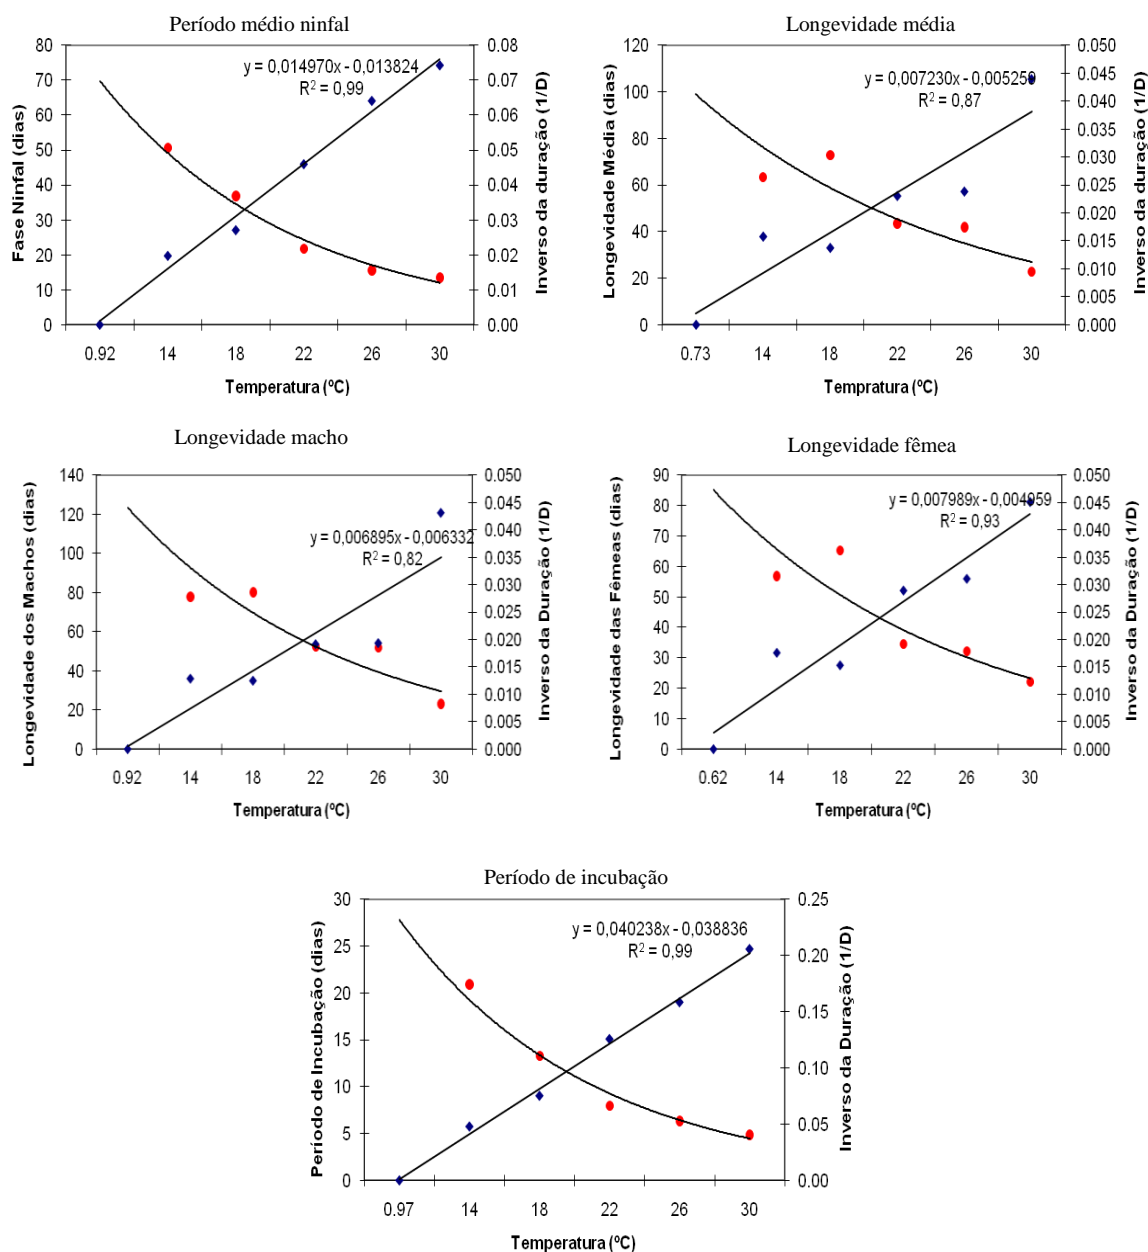 Período médio ninfal
80
70
60
50
40
30
20
10
0
Fase Ninfal (dias)
y = 0,014970x - 0,013824
R² = 0,99
0.08
0.07
0.06
0.05
0.04
0.03
0.02
0.01
0.00
Inverso da duração (1/D)
0.92 14 18 22 26 30
Temperatura (ºC)
Longevidade média
120
100
80
60
40
20
0
Longevidade Média (dias)
y = 0,007230x - 0,005250
R² = 0,87
0.050
0.045
0.040
0.035
0.030
0.025
0.020
0.015
0.010
0.005
0.000
Inverso da duração (1/D)
0.73 14 18 22 26 30
Tempratura (ºC)
Longevidade macho
140
120
100
80
60
40
20
0
Longevidade dos Machos (dias)
y = 0,006895x - 0,006332
R² = 0,82
0.050
0.045
0.040
0.035
0.030
0.025
0.020
0.015
0.010
0.005
0.000
Inverso da Duração (1/D)
0.92 14 18 22 26 30
Temperatura (ºC)
Longevidade fêmea
90
80
70
60
50
40
30
20
10
0
Longevidade das Fêmeas (dias)
y = 0,007989x - 0,004959
R² = 0,93
0.050
0.045
0.040
0.035
0.030
0.025
0.020
0.015
0.010
0.005
0.000
Inverso da Duração (1/D)
0.62 14 18 22 26 30
Temperatura (ºC)
Período de incubação
30
25
20
15
10
5
0
Período de Incubação (dias)
y = 0,040238x - 0,038836
R² = 0,99
0.25
0.20
0.15
0.10
0.05
0.00
Inverso da Duração (1/D)
0.97 14 18 22 26 30
Temperatura (ºC)